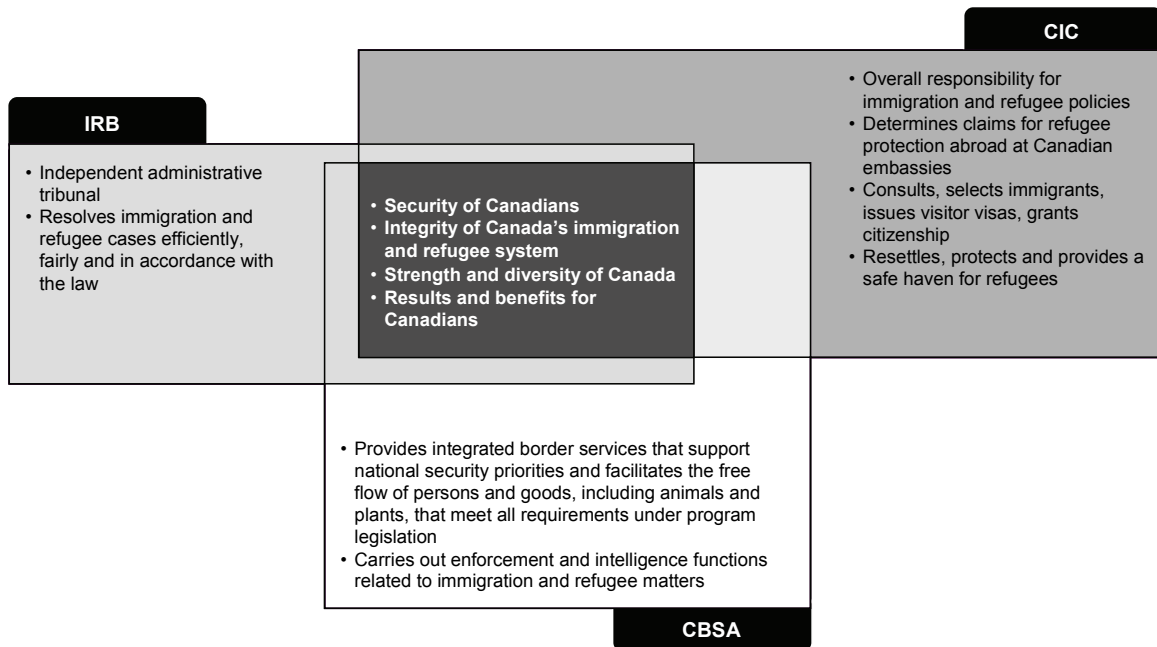 IRB
• Independent administrative
tribunal
• Resolves immigration and
refugee cases efficiently,
fairly and in accordance with
the law
• Security of Canadians
• Integrity of Canada's immigration
and refugee system
• Strength and diversity of Canada
• Results and benefits for
Canadians
CIC
• Overall responsibility for
immigration and refugee policies
• Determines claims for refugee
protection abroad at Canadian
embassies
• Consults, selects immigrants,
issues visitor visas, grants
citizenship
• Resettles, protects and provides a
safe haven for refugees
• Provides integrated border services that support
national security priorities and facilitates the free
flow of persons and goods, including animals and
plants, that meet all requirements under program
legislation
• Carries out enforcement and intelligence functions
related to immigration and refugee matters
CBSA